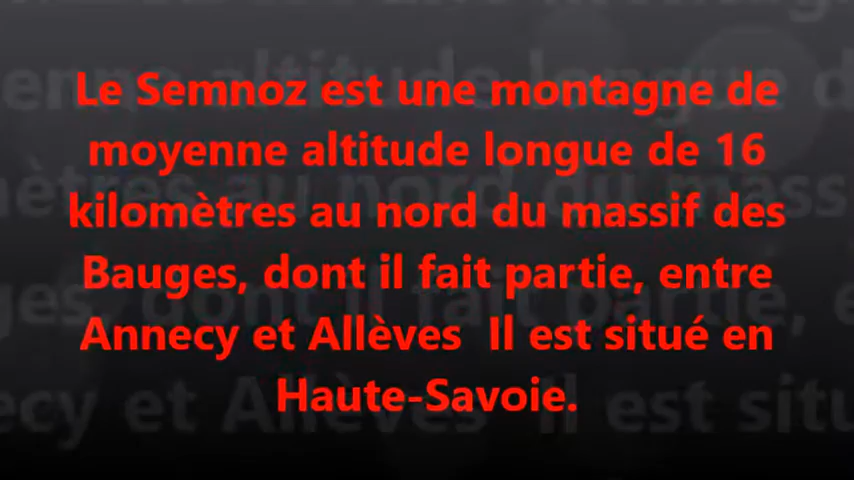 Le Semnoz est une montagne de
moyenne altitude longue de 16
kilomètres au nord du massif des
Bauges, dont il fait partie, entre
Annecy et Allèves  Il est situé en
Haute-Savoie.